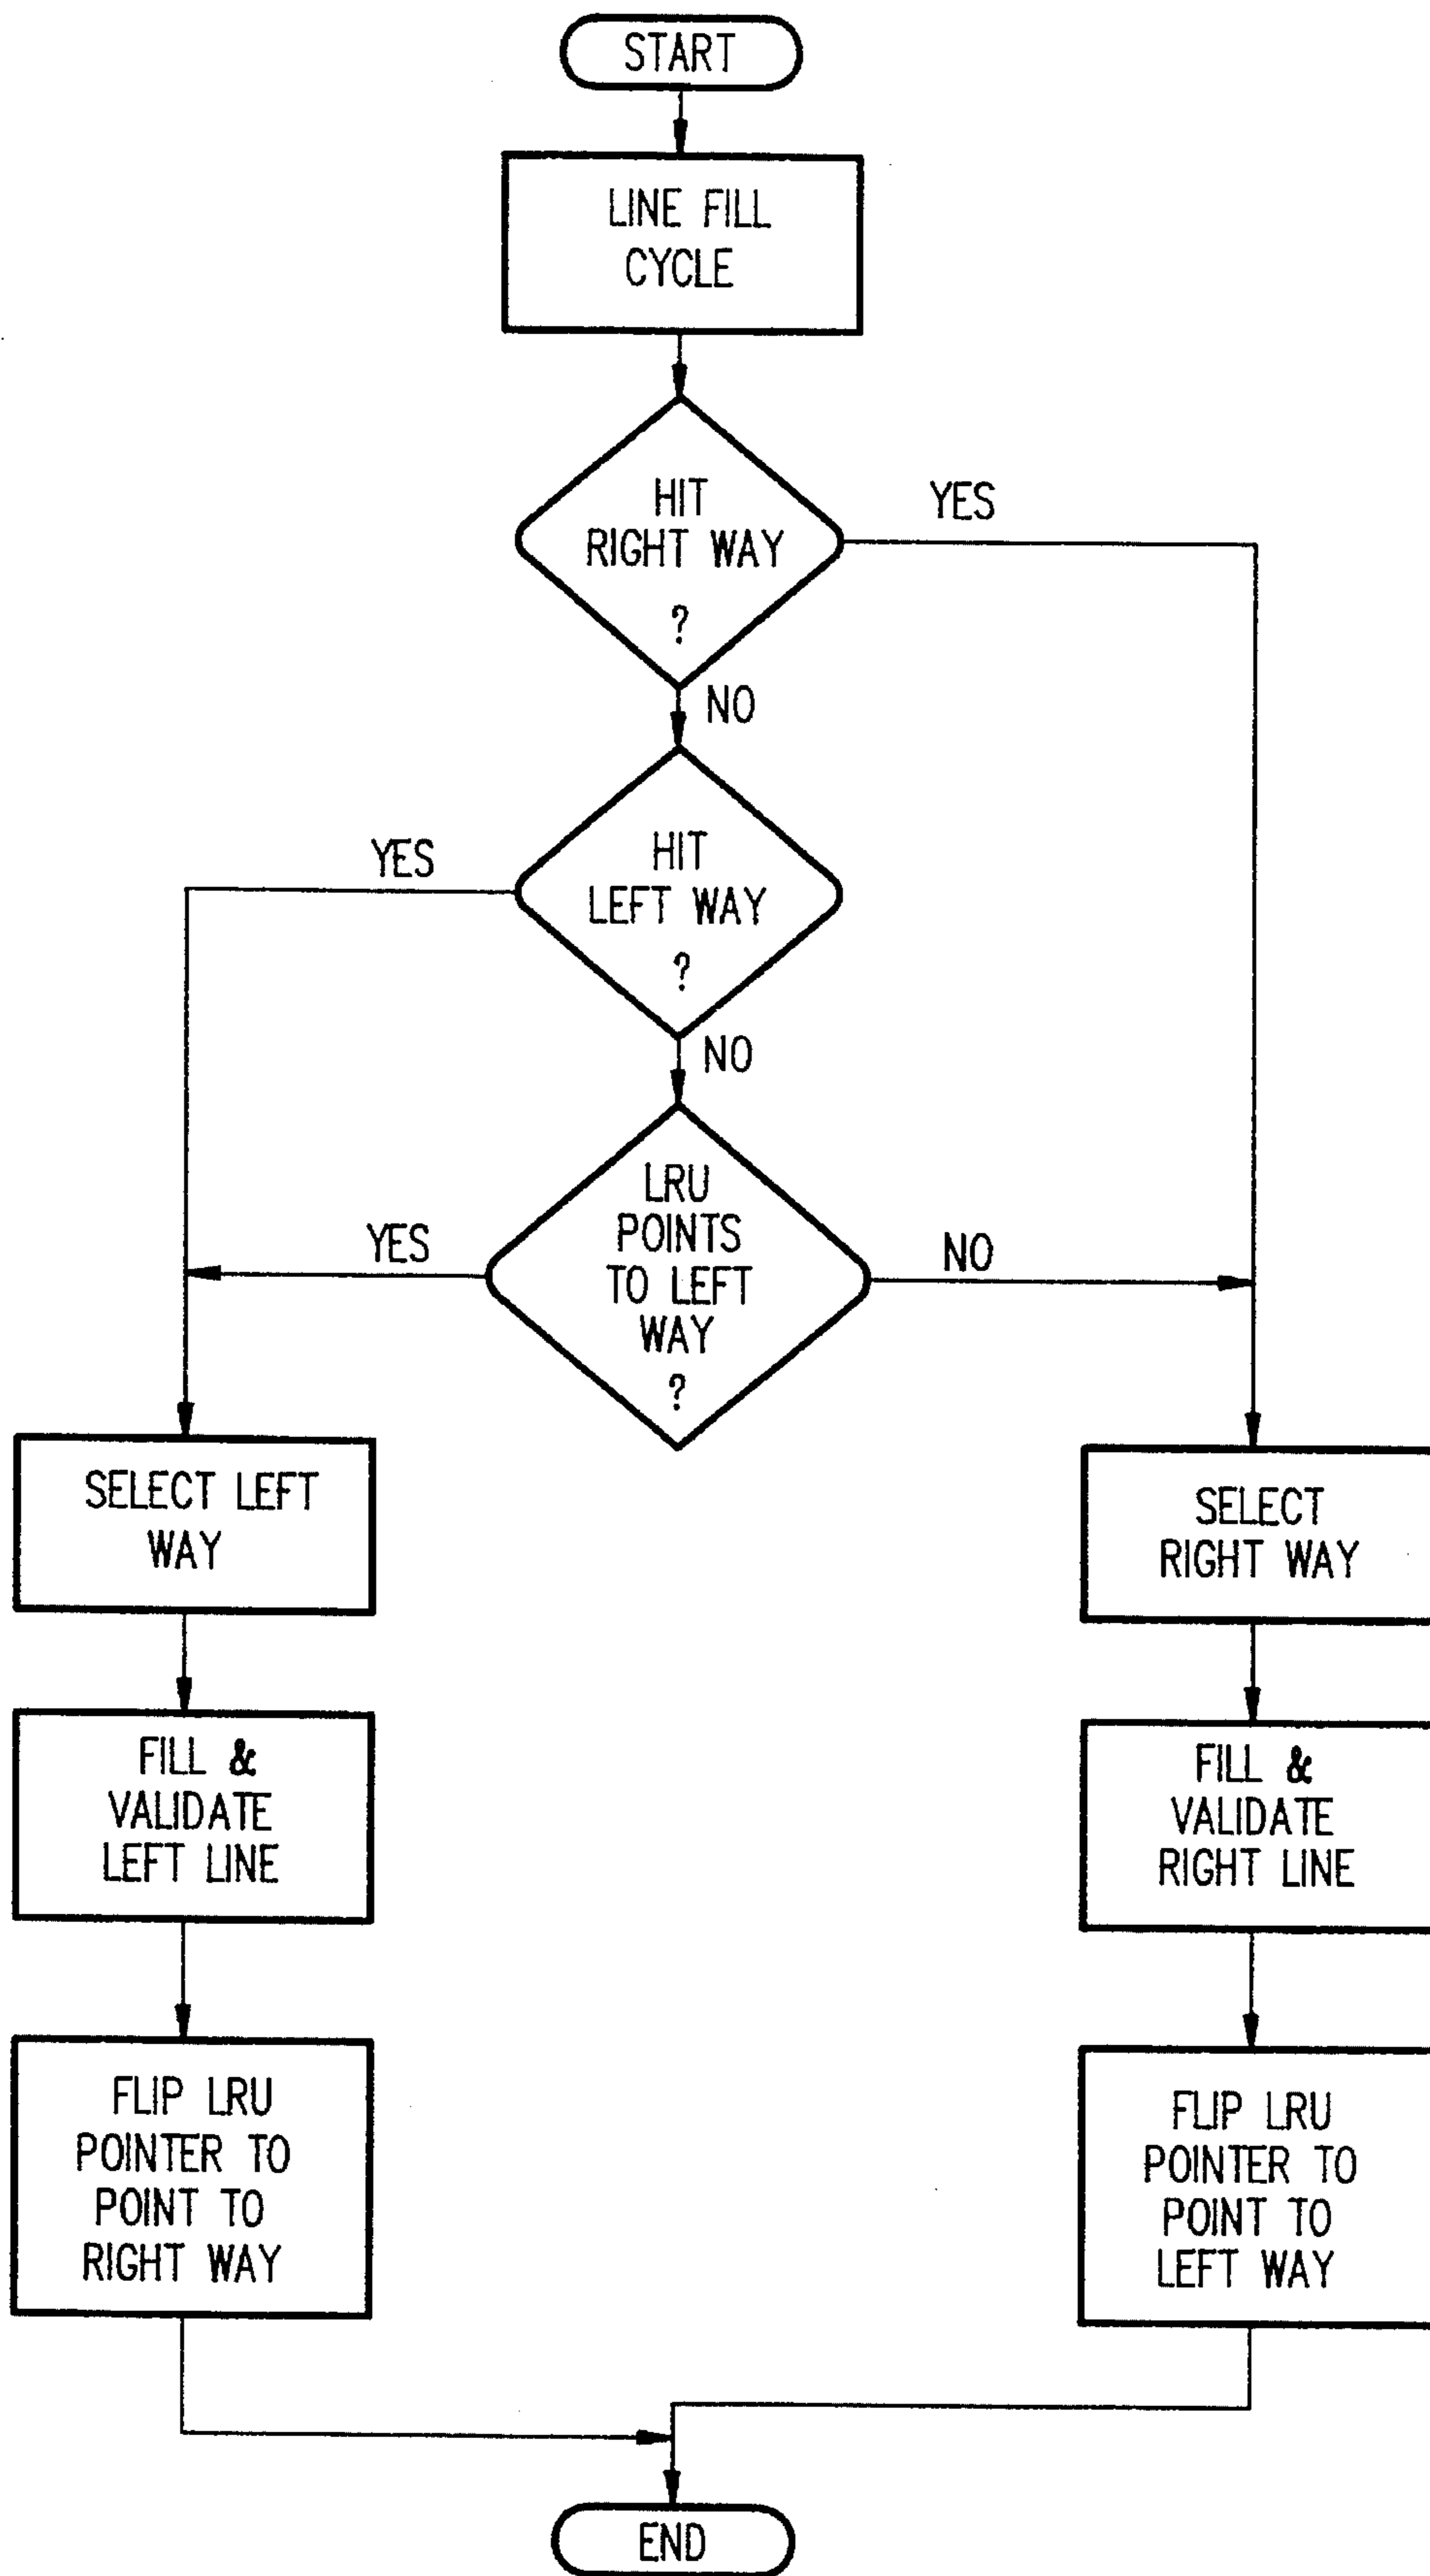 START
LINE FILL
CYCLE
HIT
RIGHT WAY
?
YES
NO
HIT
LEFT WAY
?
YES
NO
LRU
POINTS
TO LEFT
WAY
?
YES
NO
SELECT LEFT
WAY
FILL &
VALIDATE
LEFT LINE
FLIP LRU
POINTER TO
POINT TO
RIGHT WAY
SELECT
RIGHT WAY
FILL &
VALIDATE
RIGHT LINE
FLIP LRU
POINTER TO
POINT TO
LEFT WAY
END